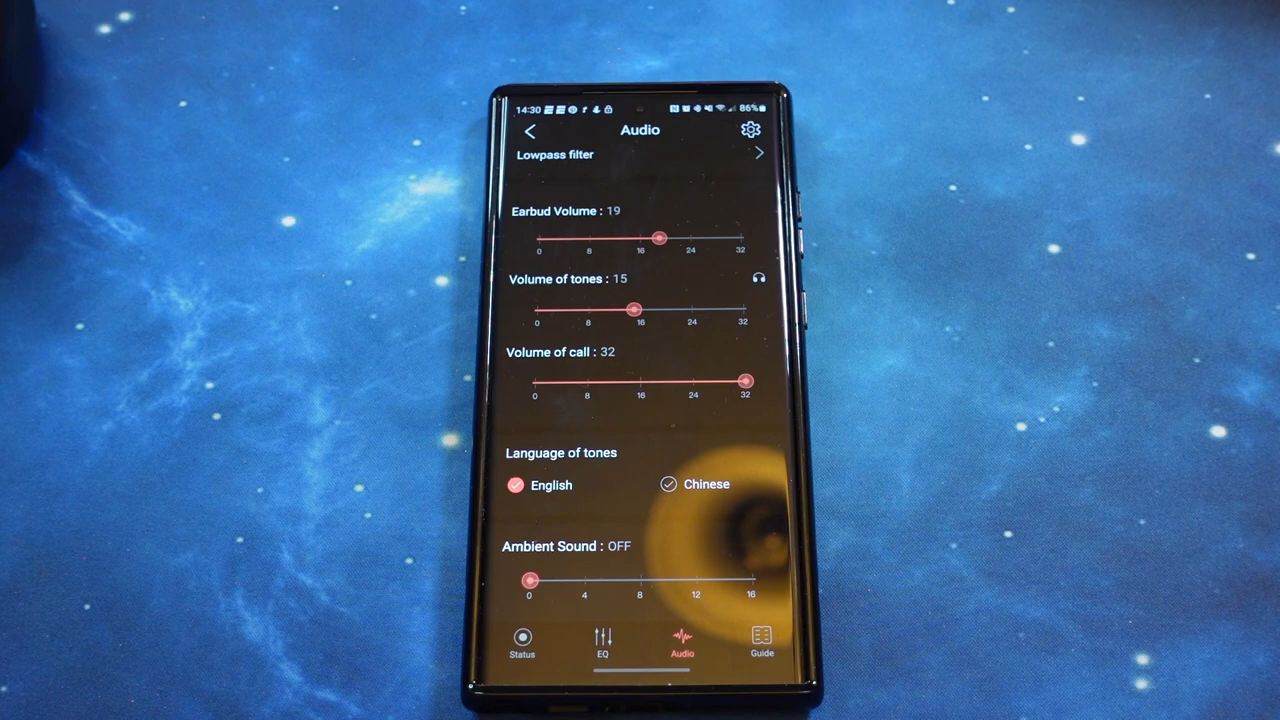 14:30 86%
Audio
Lowpass filter
Earbud Volume : 19
0 8 16 24 32
Volume of tones : 15
0 8 16 24 32
Volume of call : 32
0 8 16 24 32
Language of tones
English Chinese
Ambient Sound : OFF
0 4 8 12 16
Status EQ Audio Guide